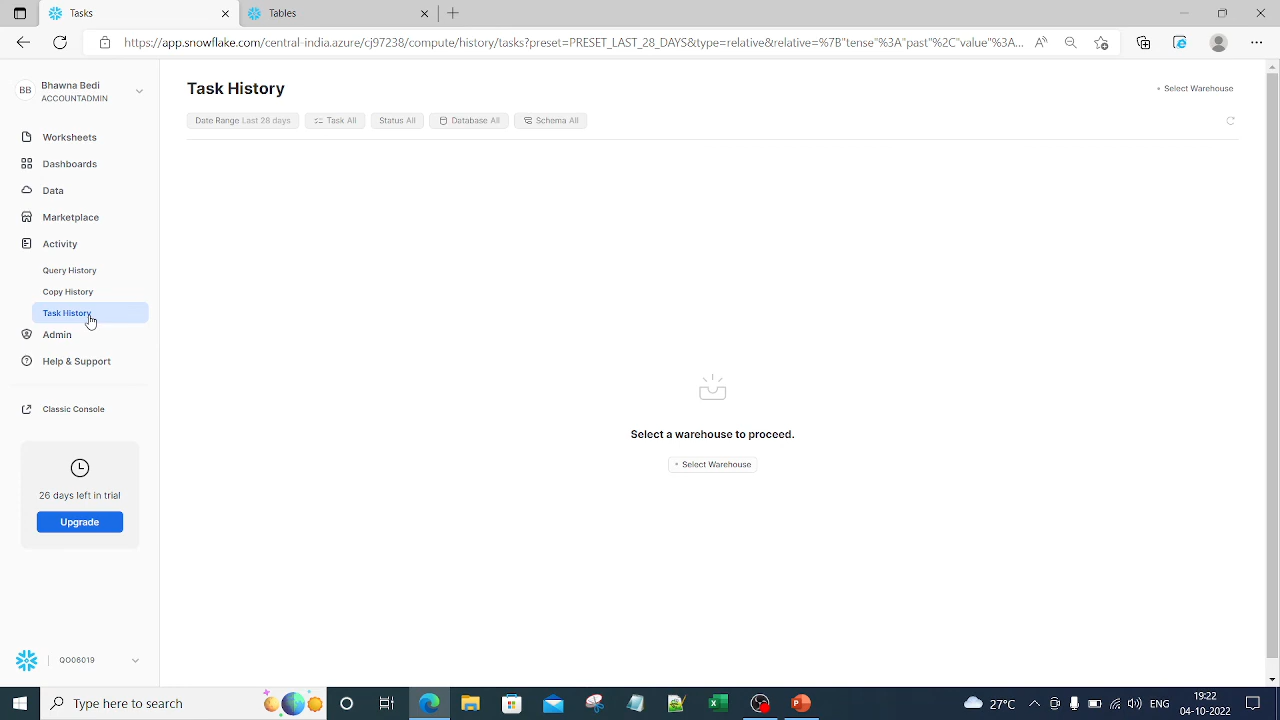 Tasks
Tables
https://app.snowflake.com/central-india.azure/cj97238/compute/history/tasks?preset=PRESET_LAST_28_DAYS&type=relative&relative=%7B"tense"%3A"past"%2C"value"%3A...
BB
Bhawna Bedi
ACCOUNTADMIN
Worksheets
Dashboards
Data
Marketplace
Activity
Query History
Copy History
Task History
Admin
Help & Support
Classic Console
26 days left in trial
Upgrade
QO06019
Task History
Select Warehouse
Date Range Last 28 days
Task All
Status All
Database All
Schema All
Select a warehouse to proceed.
Select Warehouse
Type here to search
27°C
ENG
19:22
04-10-2022